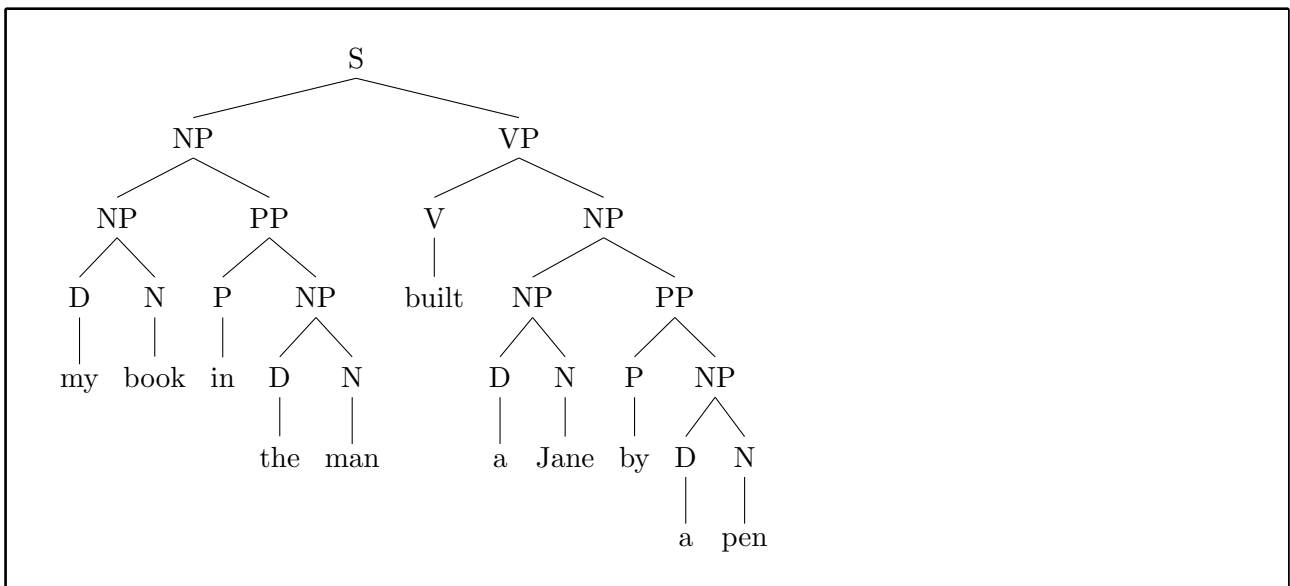 S
NP VP
NP PP V NP
D N P NP built NP PP
my book in D N D N P NP
the man a Jane by D N
a pen